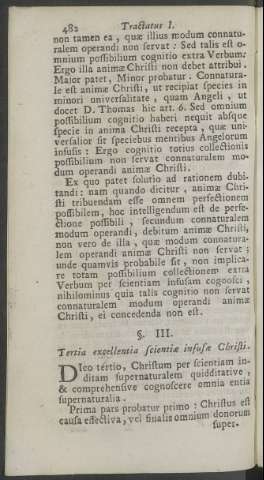 482 Tractatus I.
non tamen ea, quæ illius modum connatu-
ralem operandi non servat: Sed talis est o-
mnium possibilium cognitio extra Verbum:
Ergo illa animæ Christi non debet attribui.
Maior patet, Minor probatur. Connatura-
le est animæ Christi, ut recipiat species in
minori universalitate, quam Angeli, ut
docet D. Thomas hic art. 6. Sed omnium
possibilium cognitio haberi nequit absque
specie in anima Christi recepta, quæ uni-
versalior sit speciebus mentibus Angelorum
infusis: Ergo cognitio totius collectionis
possibilium non servat connaturalem mo-
dum operandi animæ Christi.
Ex quo patet solutio ad rationem dubi-
tandi: nam quando dicitur, animæ Chri-
sti tribuendam esse omnem perfectionem
possibilem, hoc intelligendum est de perfe-
ctione possibili, secundum connaturalem
modum operandi, debitum animæ Christi,
non vero de illa, quæ modum connatura-
lem operandi animæ Christi non servat;
unde quamvis probabile sit, non implica-
re totam possibilium collectionem extra
Verbum per scientiam infusam cognosci,
nihilominus quia talis cognitio non servat
connaturalem modum operandi animæ
Christi, ei concedenda non est.
§. III.
Tertia excellentia scientiæ infusæ Christi.
DIco tertio, Christum per scientiam in-
ditam supernaturalem quidditative,
& comprehensive cognoscere omnia entia
supernaturalia.
Prima pars probatur primo: Christus est
causa effectiva, vel finalis omnium donorum
super-